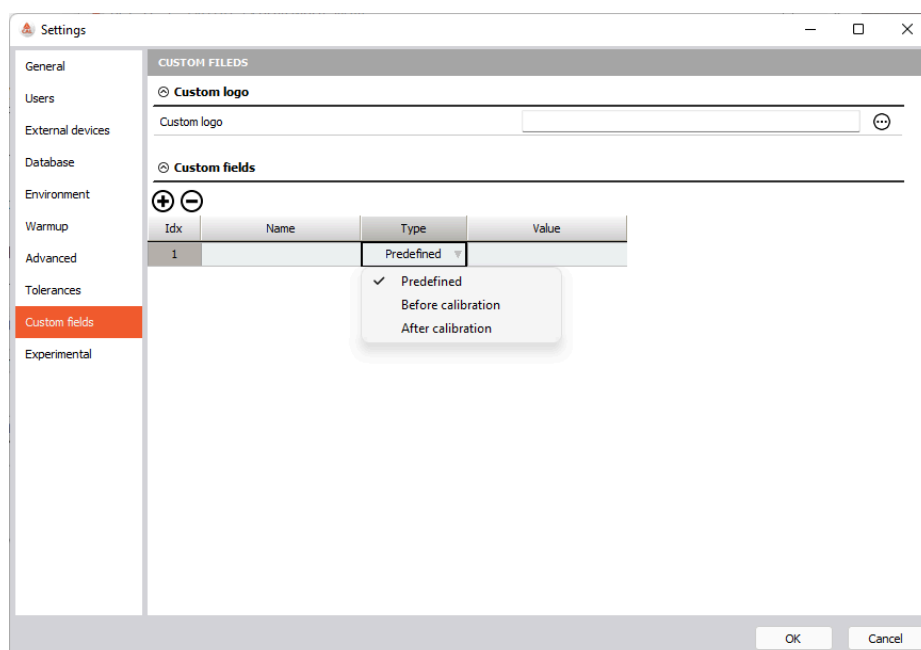 Settings
General
Users
External devices
Database
Environment
Warmup
Advanced
Tolerances
Custom fields
Experimental
CUSTOM FILEDS
Custom logo
Custom logo
Custom fields
Idx Name Type Value
1 Predefined
Predefined
Before calibration
After calibration
OK Cancel